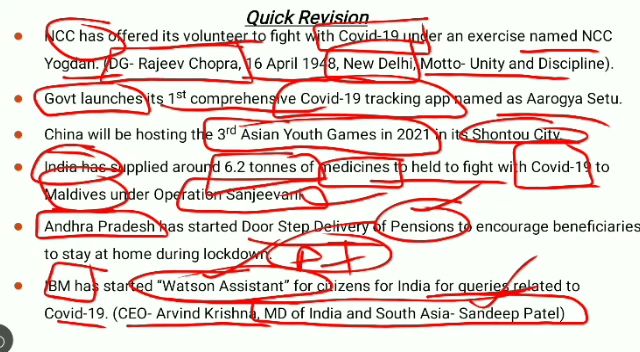 Quick Revision
NCC has offered its volunteer to fight with Covid-19 under an exercise named NCC
Yogdan. (DG- Rajeev Chopra, 16 April 1948, New Delhi, Motto- Unity and Discipline).
Govt launches its 1st comprehensive Covid-19 tracking app named as Aarogya Setu.
China will be hosting the 3rd Asian Youth Games in 2021 in its Shontou City.
India has supplied around 6.2 tonnes of medicines to held to fight with Covid-19 to
Maldives under Operation Sanjeevani.
Andhra Pradesh has started Door Step Delivery of Pensions to encourage beneficiaries
to stay at home during lockdown.
IBM has started “Watson Assistant” for citizens for India for queries related to
Covid-19. (CEO- Arvind Krishna, MD of India and South Asia- Sandeep Patel)